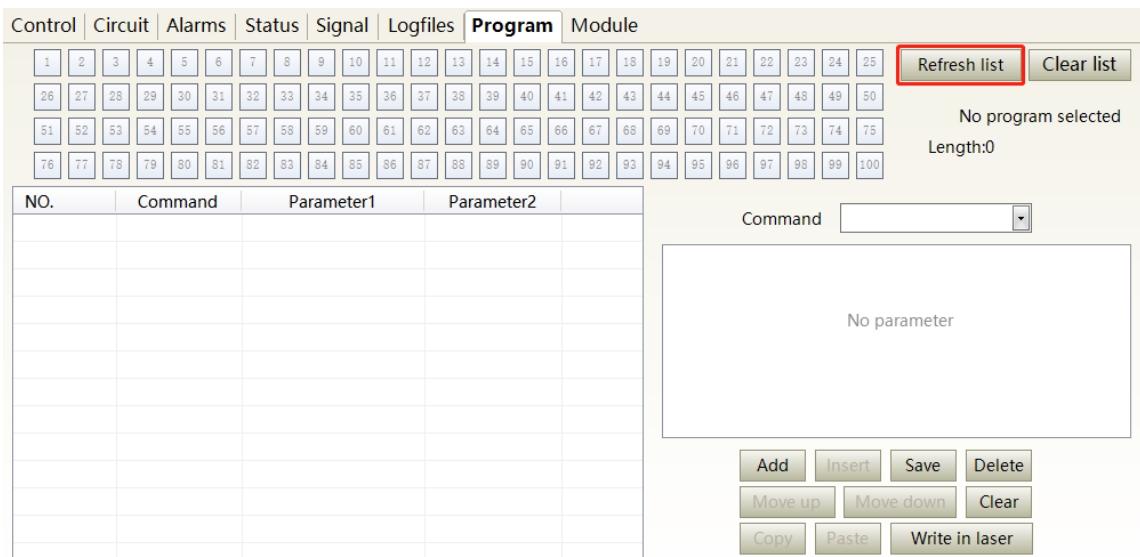 Control Circuit Alarms Status Signal Logfiles Program Module
1 2 3 4 5 6 7 8 9 10 11 12 13 14 15 16 17 18 19 20 21 22 23 24 25 Refresh list Clear list
26 27 28 29 30 31 32 33 34 35 36 37 38 39 40 41 42 43 44 45 46 47 48 49 50
No program selected
51 52 53 54 55 56 57 58 59 60 61 62 63 64 65 66 67 68 69 70 71 72 73 74 75
Length:0
76 77 78 79 80 81 82 83 84 85 86 87 88 89 90 91 92 93 94 95 96 97 98 99 100
NO. Command Parameter1 Parameter2
Command
No parameter
Add Insert Save Delete
Move up Move down Clear
Copy Paste Write in laser